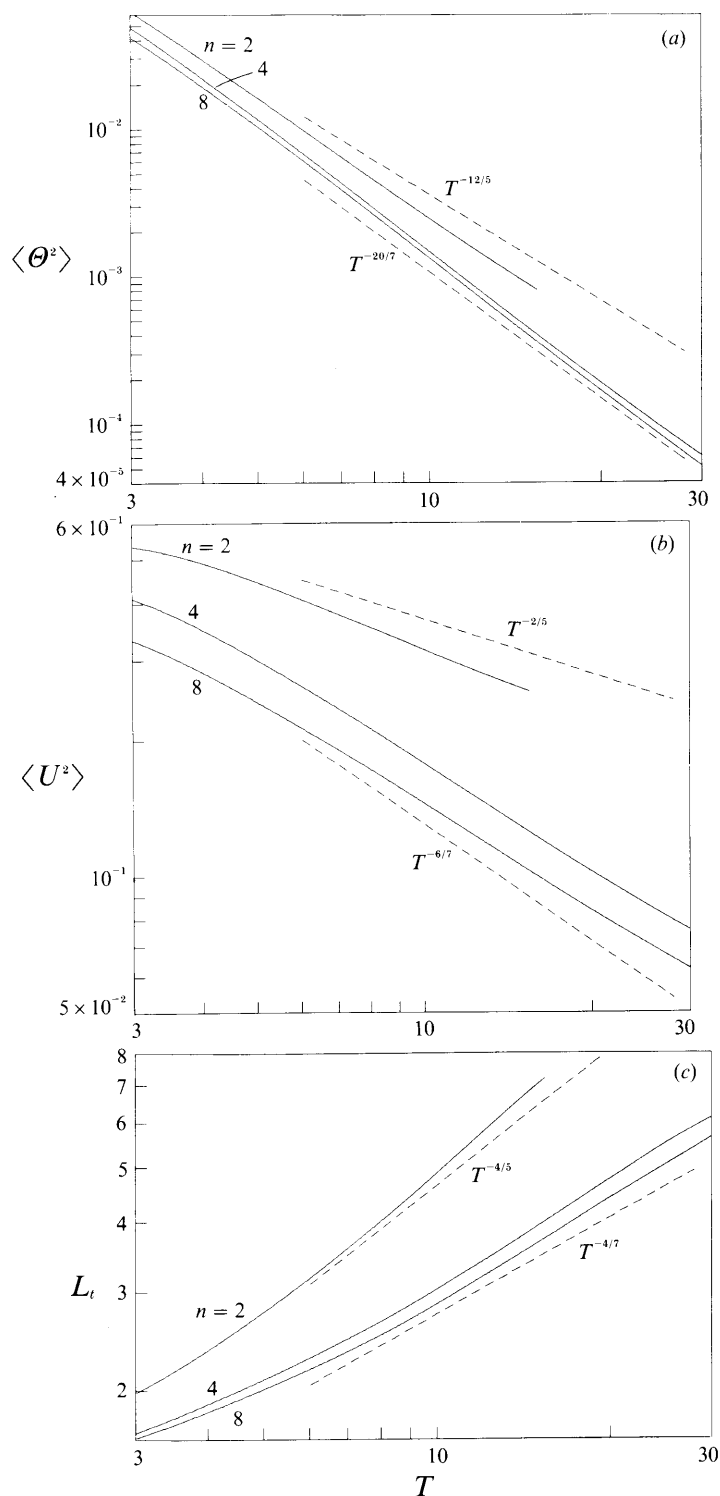 (a)
n = 2
4
8
10⁻²
T⁻¹²/⁵
⟨Θ²⟩
T⁻²⁰/⁷
10⁻³
10⁻⁴
4 × 10⁻⁵
3
10
30
6 × 10⁻¹
(b)
n = 2
T⁻²/⁵
4
8
⟨U²⟩
T⁻⁶/⁷
10⁻¹
5 × 10⁻²
3
10
30
8
(c)
7
6
5
T⁻⁴/⁵
4
T⁻⁴/⁷
L_t
3
n = 2
2
4
8
3
10
30
T